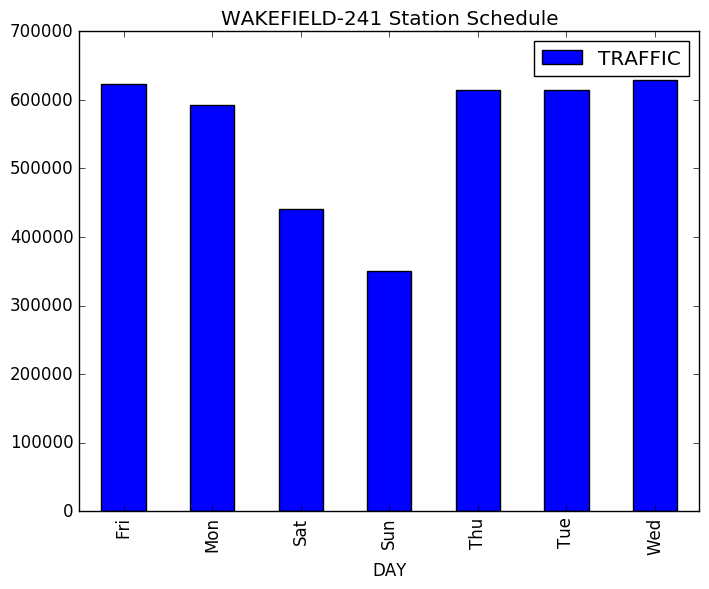 WAKEFIELD-241 Station Schedule
TRAFFIC
700000
600000
500000
400000
300000
200000
100000
0
Fri
Mon
Sat
Sun
Thu
Tue
Wed
DAY